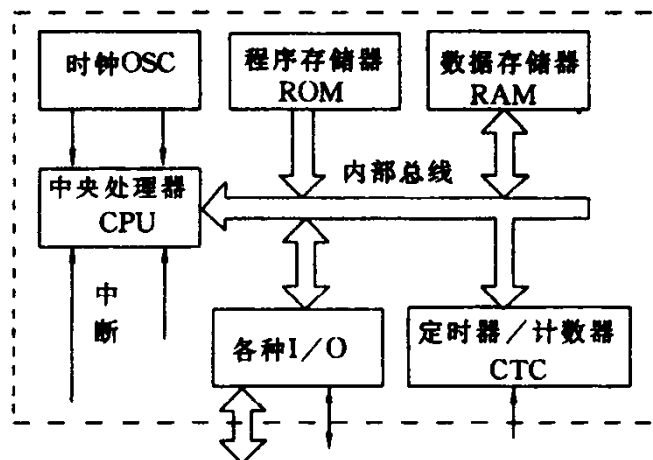 时钟OSC
程序存储器
ROM
数据存储器
RAM
内部总线
中央处理器
CPU
中
断
各种I/O
定时器/计数器
CTC